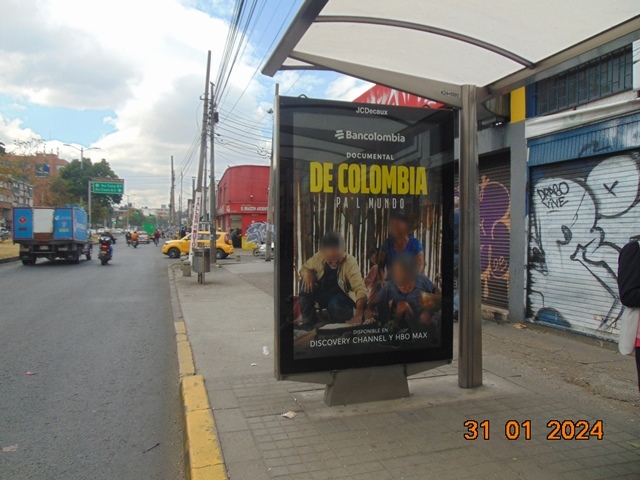 JCDecaux
Bancolombia
DOCUMENTAL
DE COLOMBIA
PA'L MUNDO
DISPONIBLE EN
DISCOVERY CHANNEL Y HBO MAX
31 01 2024